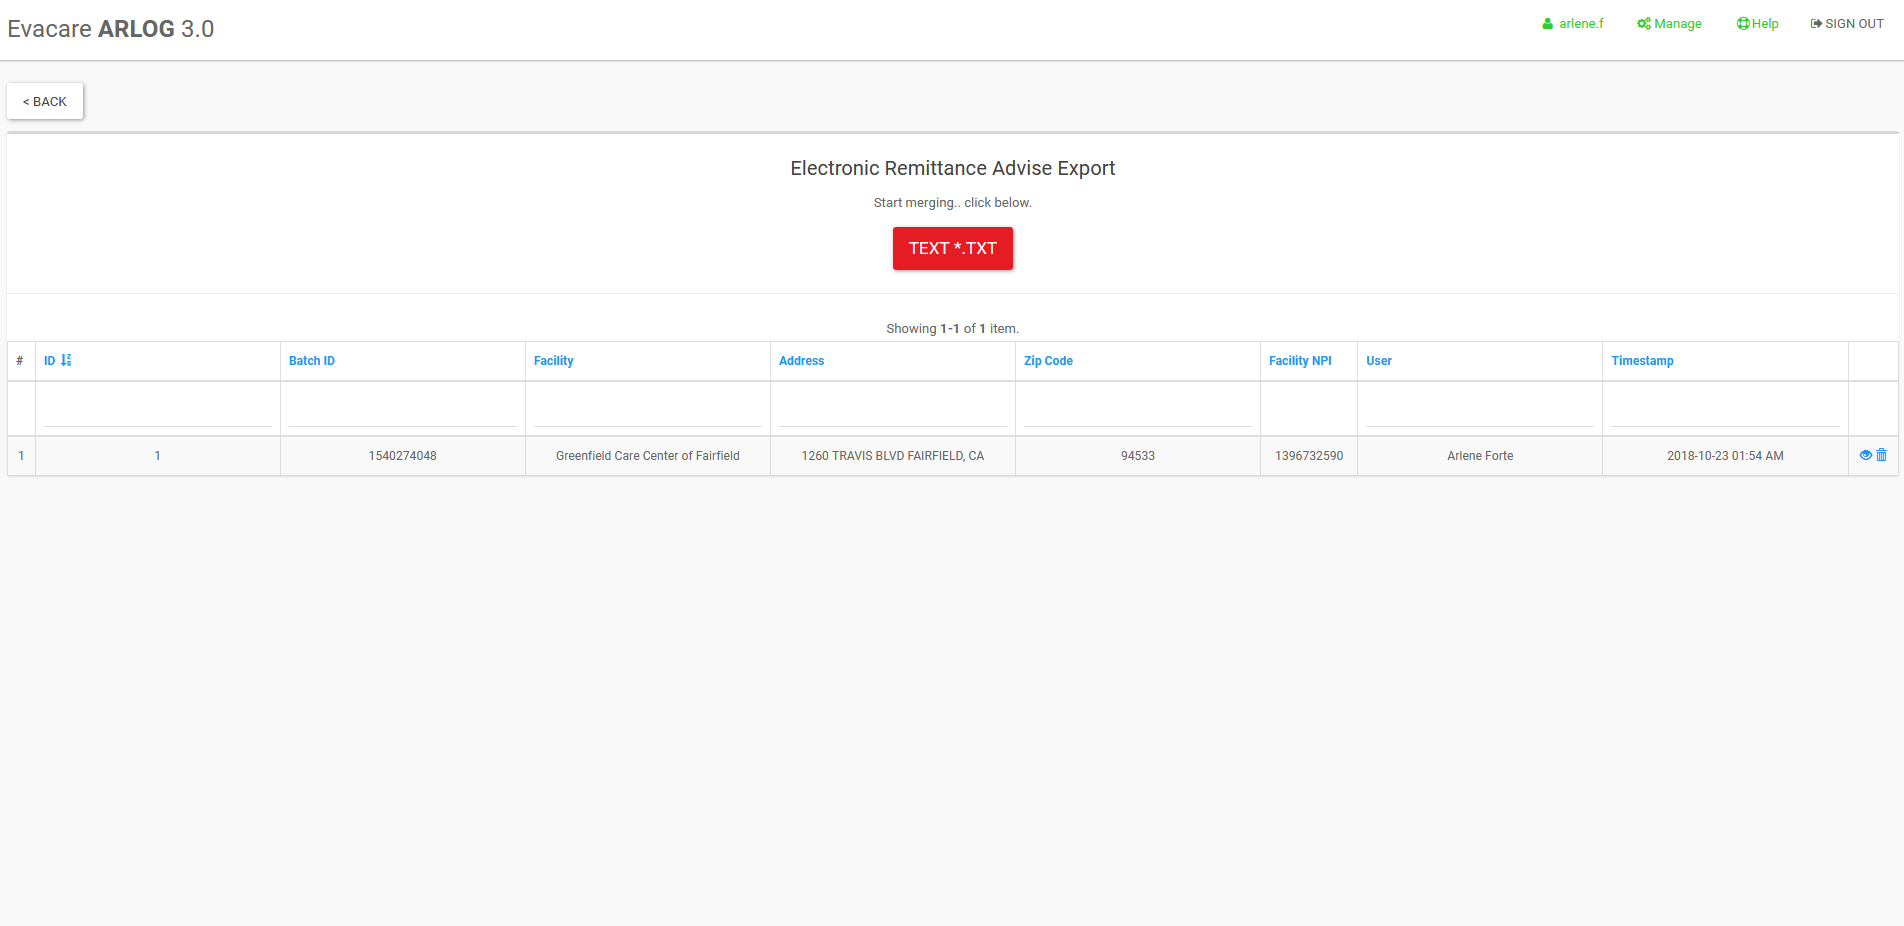 Evacare ARLOG 3.0
arlene.f Manage Help SIGN OUT
< BACK
Electronic Remittance Advise Export
Start merging.. click below.
TEXT *.TXT
Showing 1-1 of 1 item.
# ID Batch ID Facility Address Zip Code Facility NPI User Timestamp
1 1 1540274048 Greenfield Care Center of Fairfield 1260 TRAVIS BLVD FAIRFIELD, CA 94533 1396732590 Arlene Forte 2018-10-23 01:54 AM